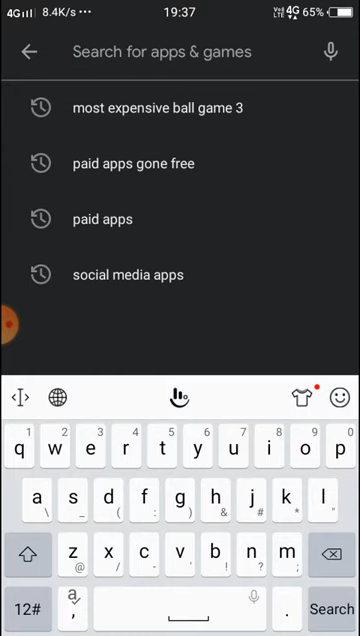 4G 8.4K/s ••• 19:37 4G 65%
Search for apps & games
most expensive ball game 3
paid apps gone free
paid apps
social media apps
1 2 3 4 5 6 7 8 9 0
q w e r t y u i o p
a s d f g h j k l
\ _ ( : ) & # * "
z x c v b n m
@ / - ' ! ? ;
12# a , . Search